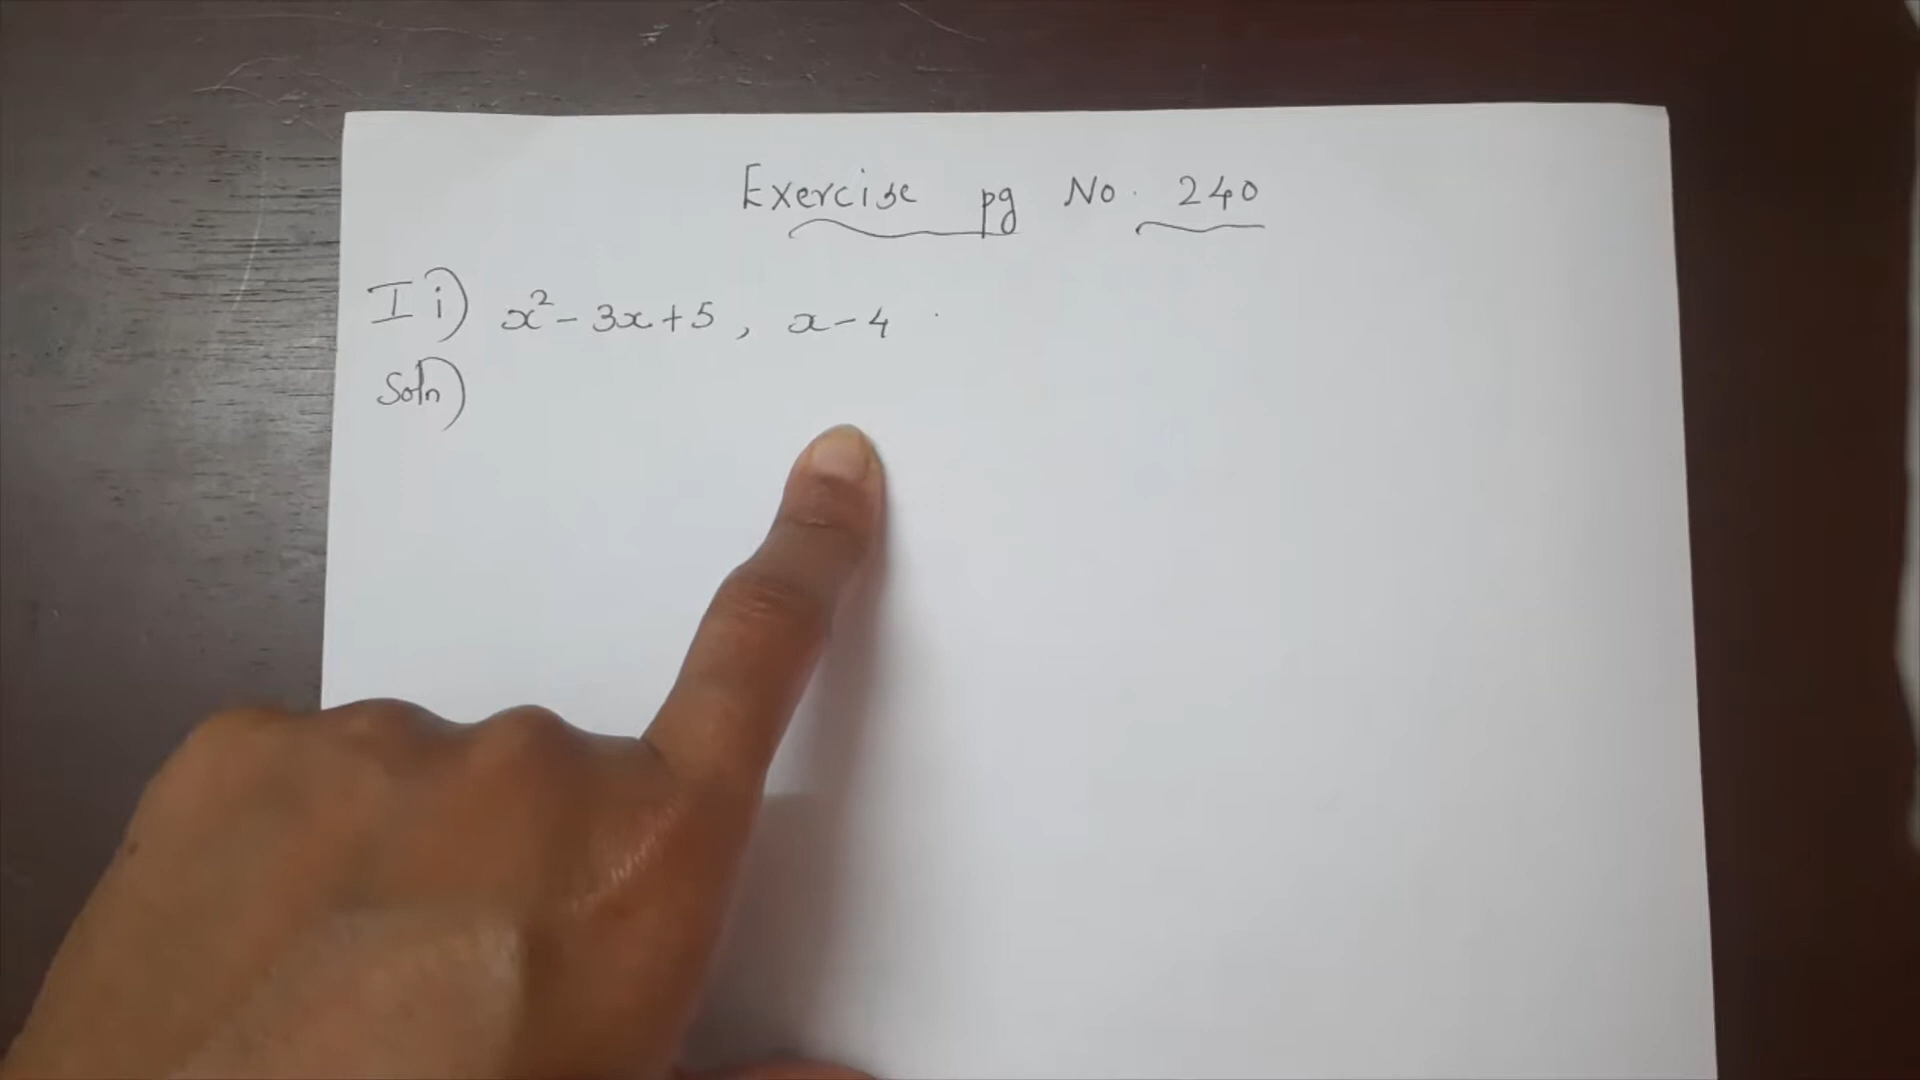 Exercise pg No. 240
I i) x² - 3x + 5, x - 4
Soln)